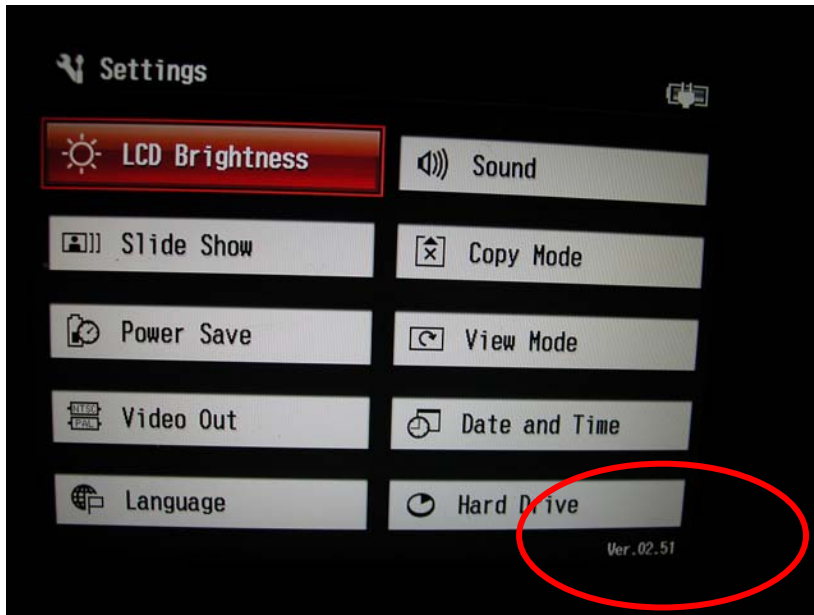 Settings
LCD Brightness
Sound
Slide Show
Copy Mode
Power Save
View Mode
NTSC
PAL
Video Out
Date and Time
Language
Hard Drive
Ver.02.51